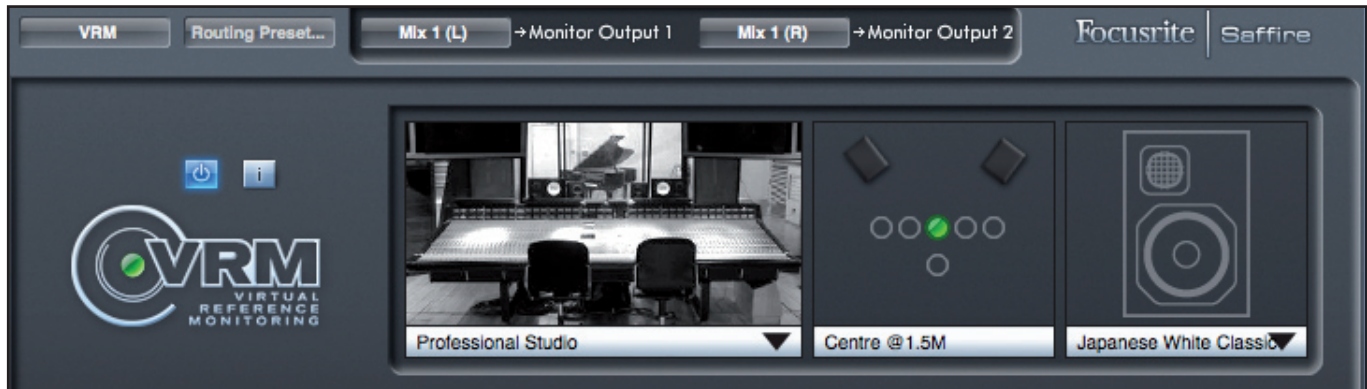 VRM Routing Preset... Mix 1 (L) →Monitor Output 1 Mix 1 (R) →Monitor Output 2 Focusrite Saffire
i
VRM
VIRTUAL
REFERENCE
MONITORING
Professional Studio Centre @1.5M Japanese White Classic